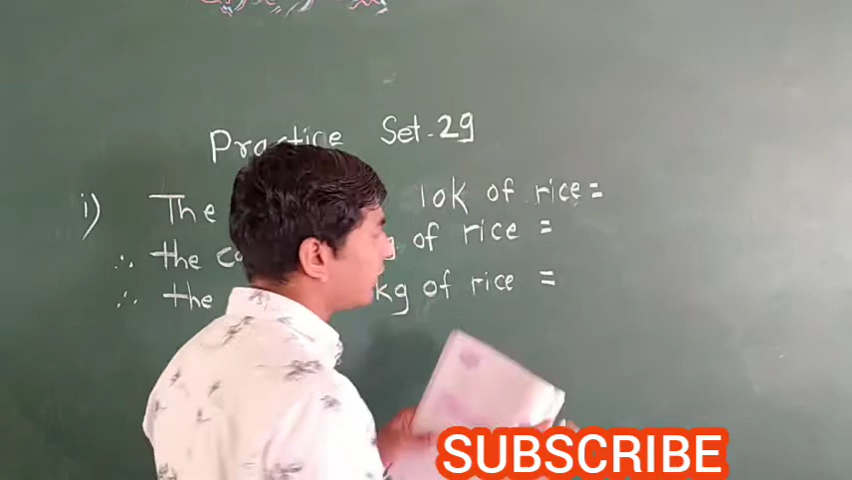 Practice Set-29
i) The 10k of rice=
∴ the of rice =
∴ the kg of rice =
SUBSCRIBE